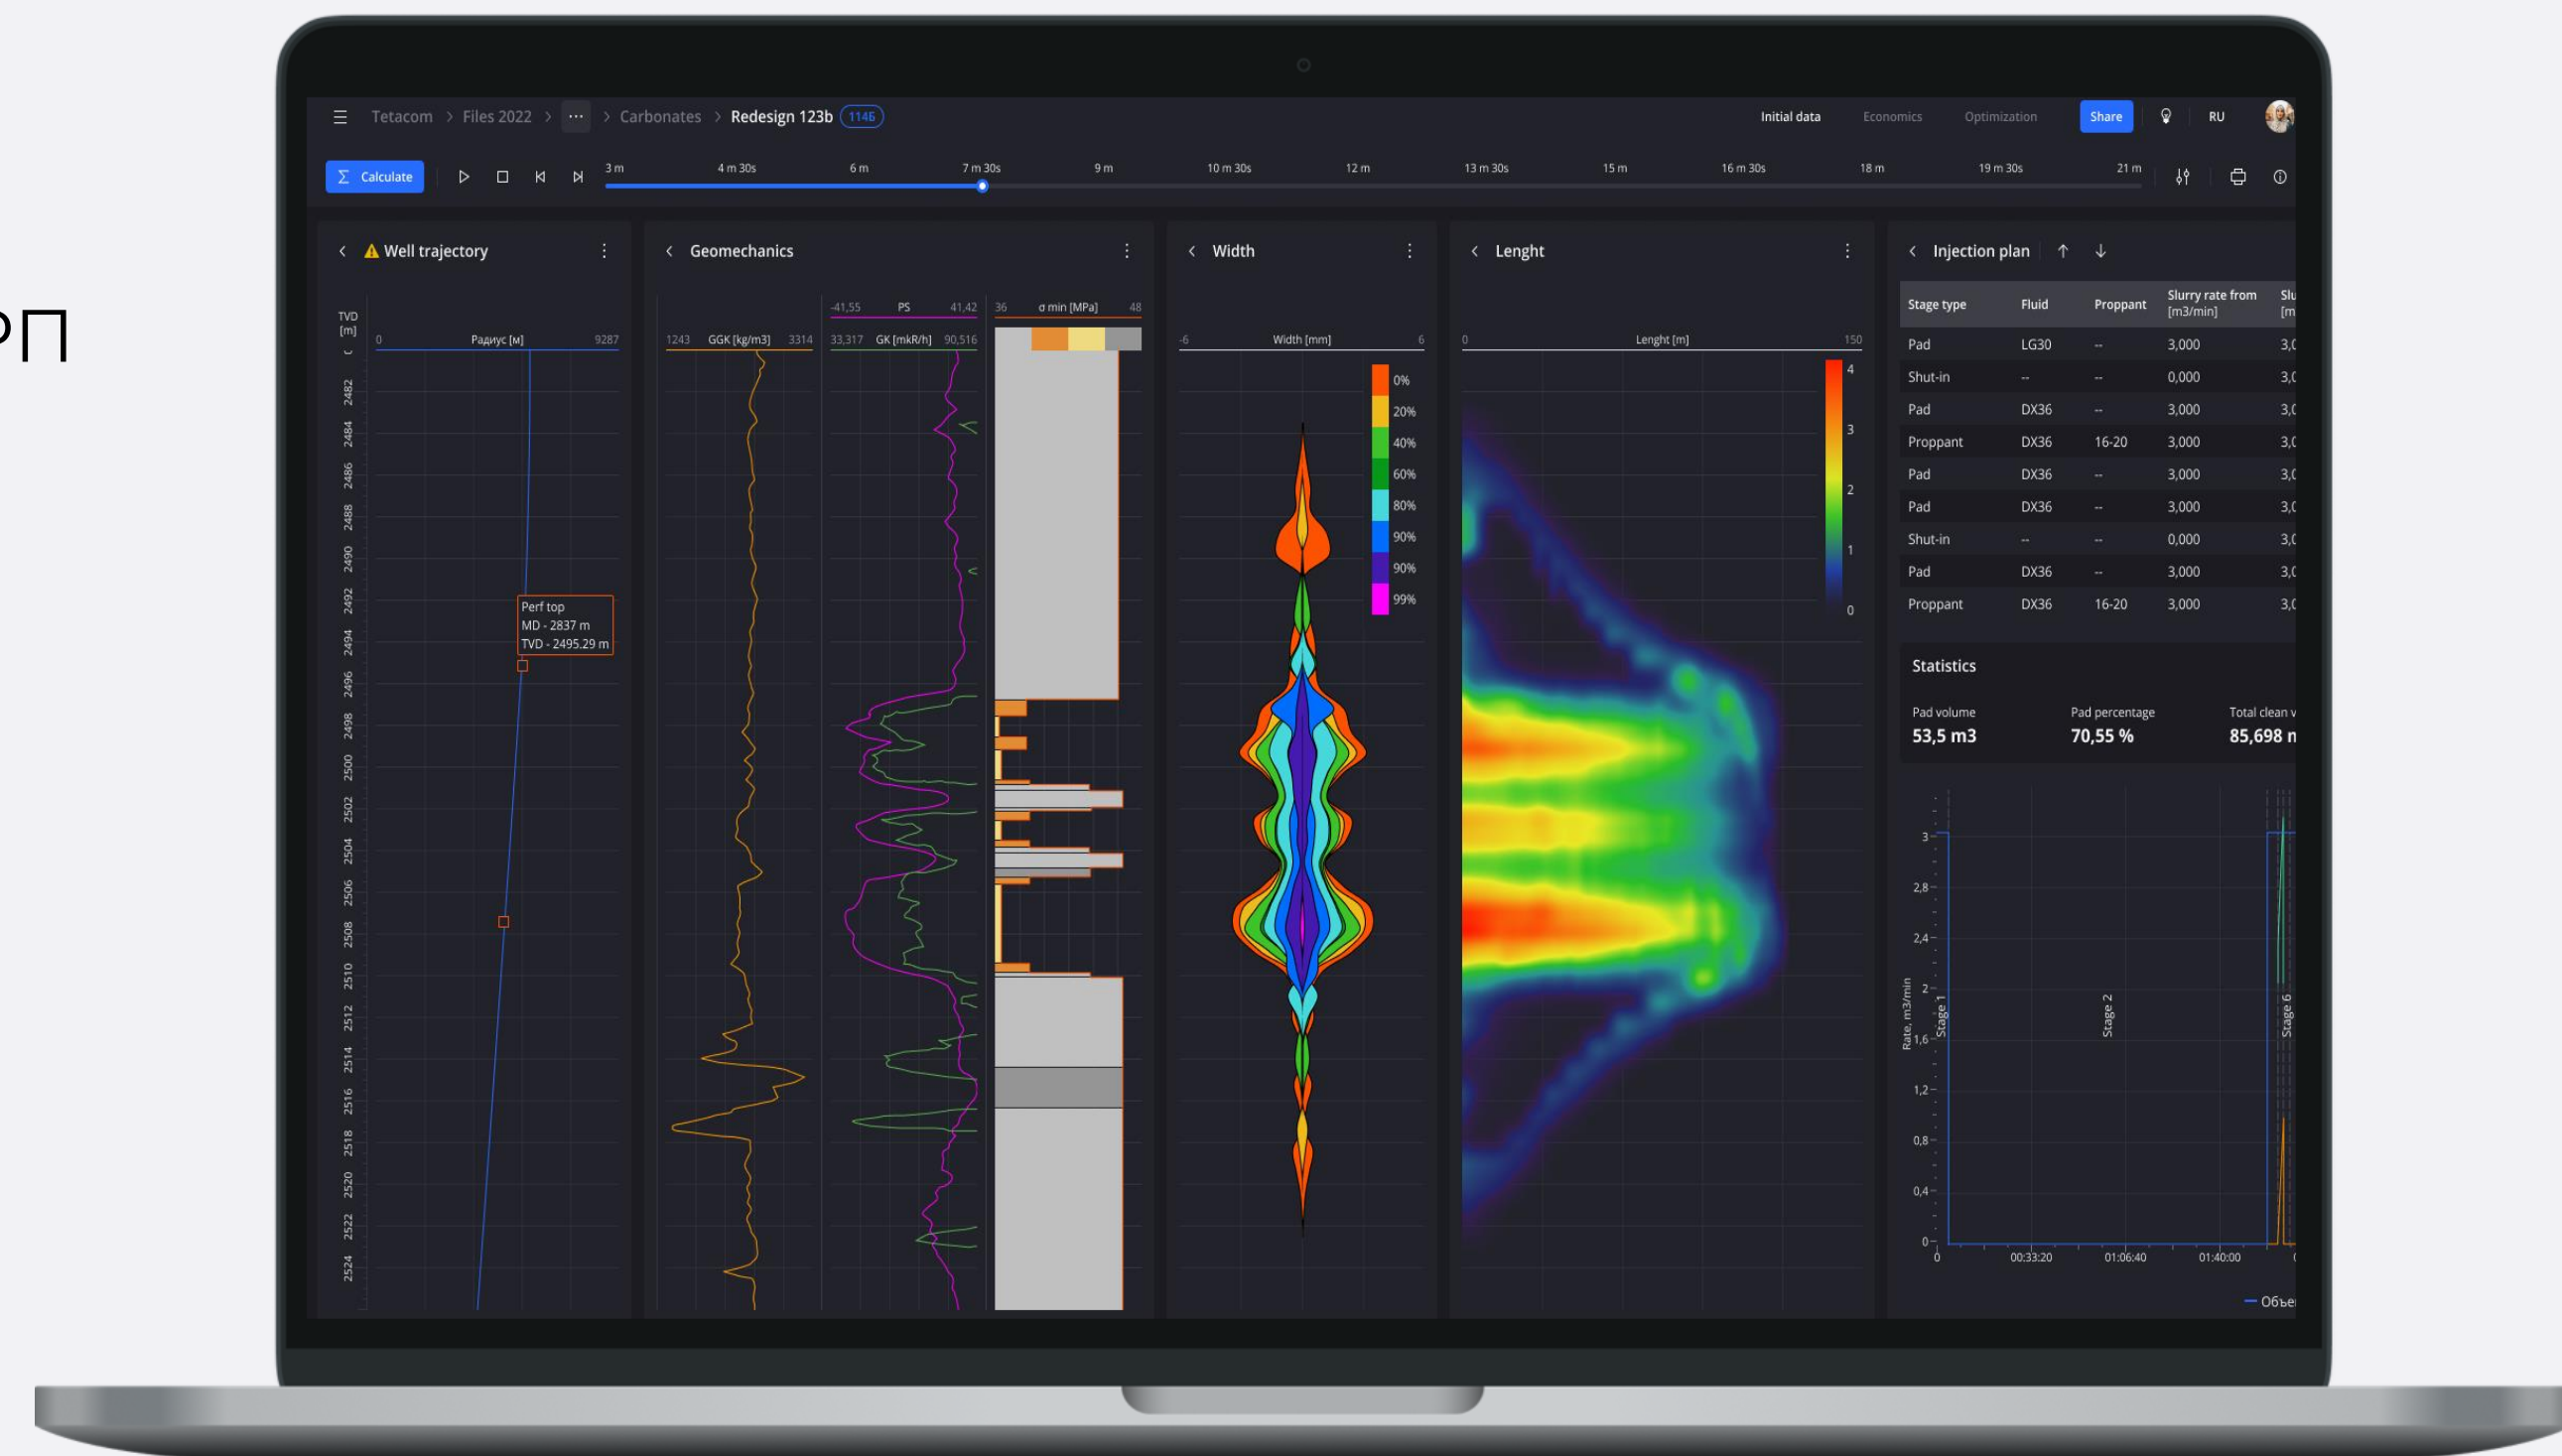 РП
Tetacom > Files 2022 > ... > Carbonates > Redesign 123b 114Б
Initial data Economics Optimization Share RU
Calculate
3 m 4 m 30s 6 m 7 m 30s 9 m 10 m 30s 12 m 13 m 30s 15 m 16 m 30s 18 m 19 m 30s 21 m
Well trajectory
TVD
[m]
0 Радиус [м] 9287
2482
2484
2486
2488
2490
2492
2494
2496
2498
2500
2502
2504
2506
2508
2510
2512
2514
2516
2518
2520
2522
2524
Perf top
MD - 2837 m
TVD - 2495.29 m
Geomechanics
-41,55 PS 41,42
36 σ min [MPa] 48
1243 GGK [kg/m3] 3314
33,317 GK [mkR/h] 90,516
Width
-6 Width [mm] 6
0%
20%
40%
60%
80%
90%
90%
99%
Lenght
0 Lenght [m] 150
4
3
2
1
0
Injection plan
Stage type Fluid Proppant Slurry rate from
[m3/min]
Pad LG30 -- 3,000
Shut-in -- -- 0,000
Pad DX36 -- 3,000
Proppant DX36 16-20 3,000
Pad DX36 -- 3,000
Pad DX36 -- 3,000
Shut-in -- -- 0,000
Pad DX36 -- 3,000
Proppant DX36 16-20 3,000
Statistics
Pad volume Pad percentage Total clean v
53,5 m3 70,55 % 85,698
Rate, m3/min
3
2,8
2,4
2
1,6
1,2
0,8
0,4
0
Stage 1
Stage 2
Stage 6
0 00:33:20 01:06:40 01:40:00
Объе